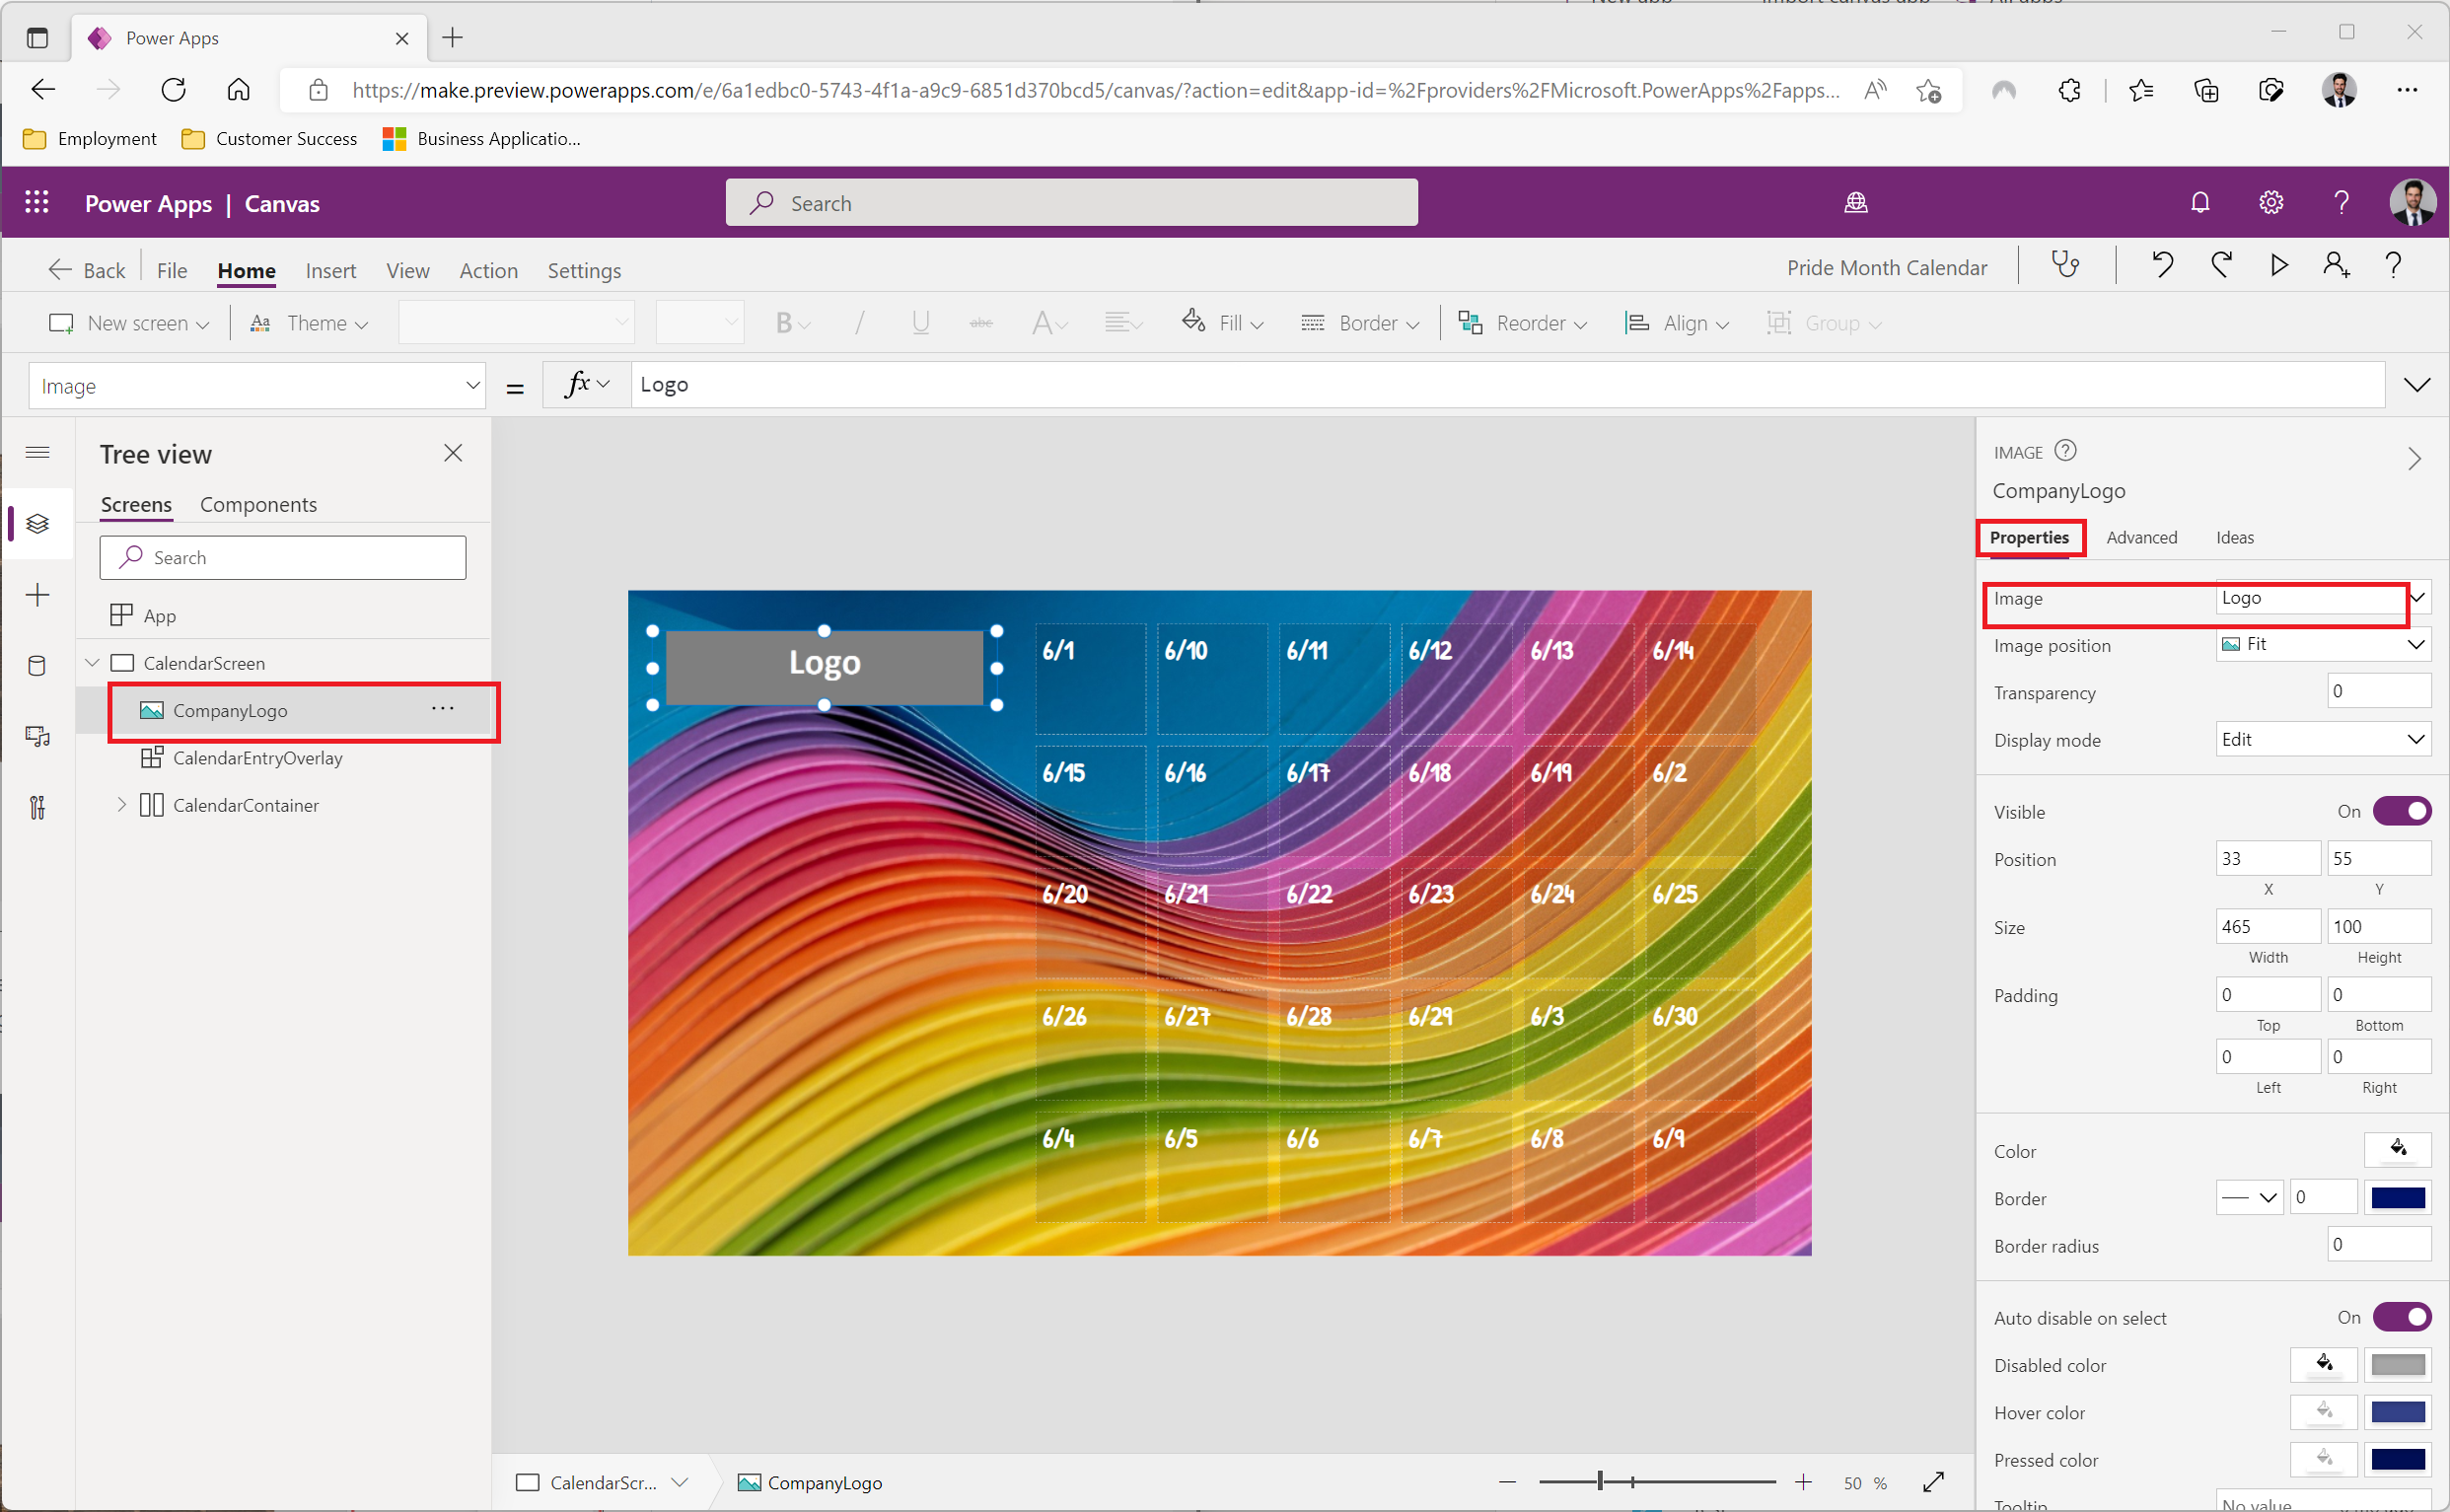 New app Import canvas app All apps
Power Apps
https://make.preview.powerapps.com/e/6a1edbc0-5743-4f1a-a9c9-6851d370bcd5/canvas/?action=edit&app-id=%2Fproviders%2FMicrosoft.PowerApps%2Fapps...
Employment Customer Success Business Applicatio...
Power Apps | Canvas Search
Back File Home Insert View Action Settings Pride Month Calendar
New screen Theme B / U abc A Fill Border Reorder Align Group
Image = fx Logo
Tree view
Screens Components
Search
App
CalendarScreen
CompanyLogo ...
CalendarEntryOverlay
CalendarContainer
Logo
6/1 6/10 6/11 6/12 6/13 6/14
6/15 6/16 6/17 6/18 6/19 6/2
6/20 6/21 6/22 6/23 6/24 6/25
6/26 6/27 6/28 6/29 6/3 6/30
6/4 6/5 6/6 6/7 6/8 6/9
CalendarScr... CompanyLogo 50 %
IMAGE ?
CompanyLogo
Properties Advanced Ideas
Image Logo
Image position Fit
Transparency 0
Display mode Edit
Visible On
Position 33 55
X Y
Size 465 100
Width Height
Padding 0 0
Top Bottom
0 0
Left Right
Color
Border 0
Border radius 0
Auto disable on select On
Disabled color
Hover color
Pressed color
Tooltip No value